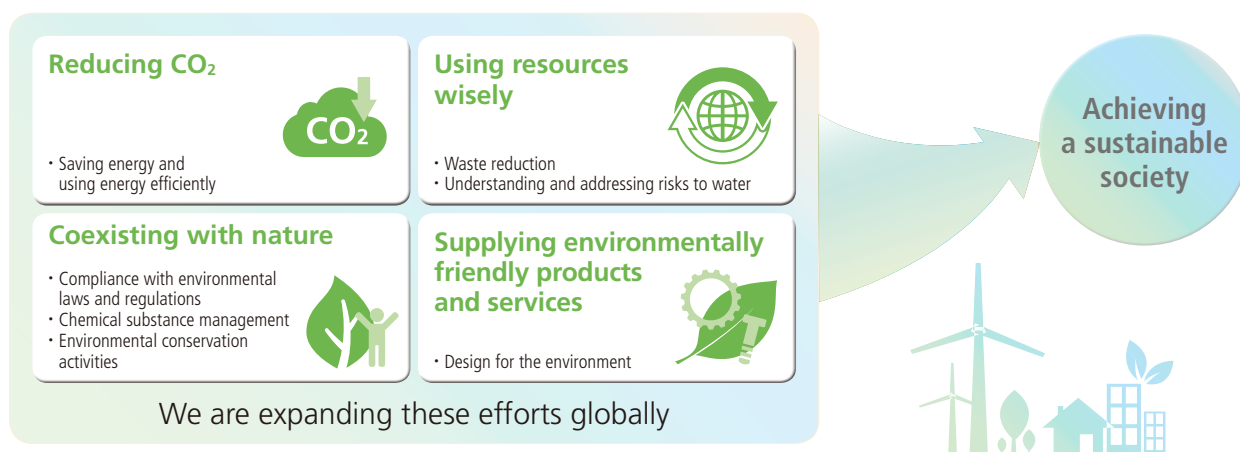 Reducing CO₂
CO₂
・Saving energy and
using energy efficiently
Using resources
wisely
・Waste reduction
・Understanding and addressing risks to water
Coexisting with nature
・Compliance with environmental
laws and regulations
・Chemical substance management
・Environmental conservation
activities
Supplying environmentally
friendly products
and services
・Design for the environment
We are expanding these efforts globally
Achieving
a sustainable
society